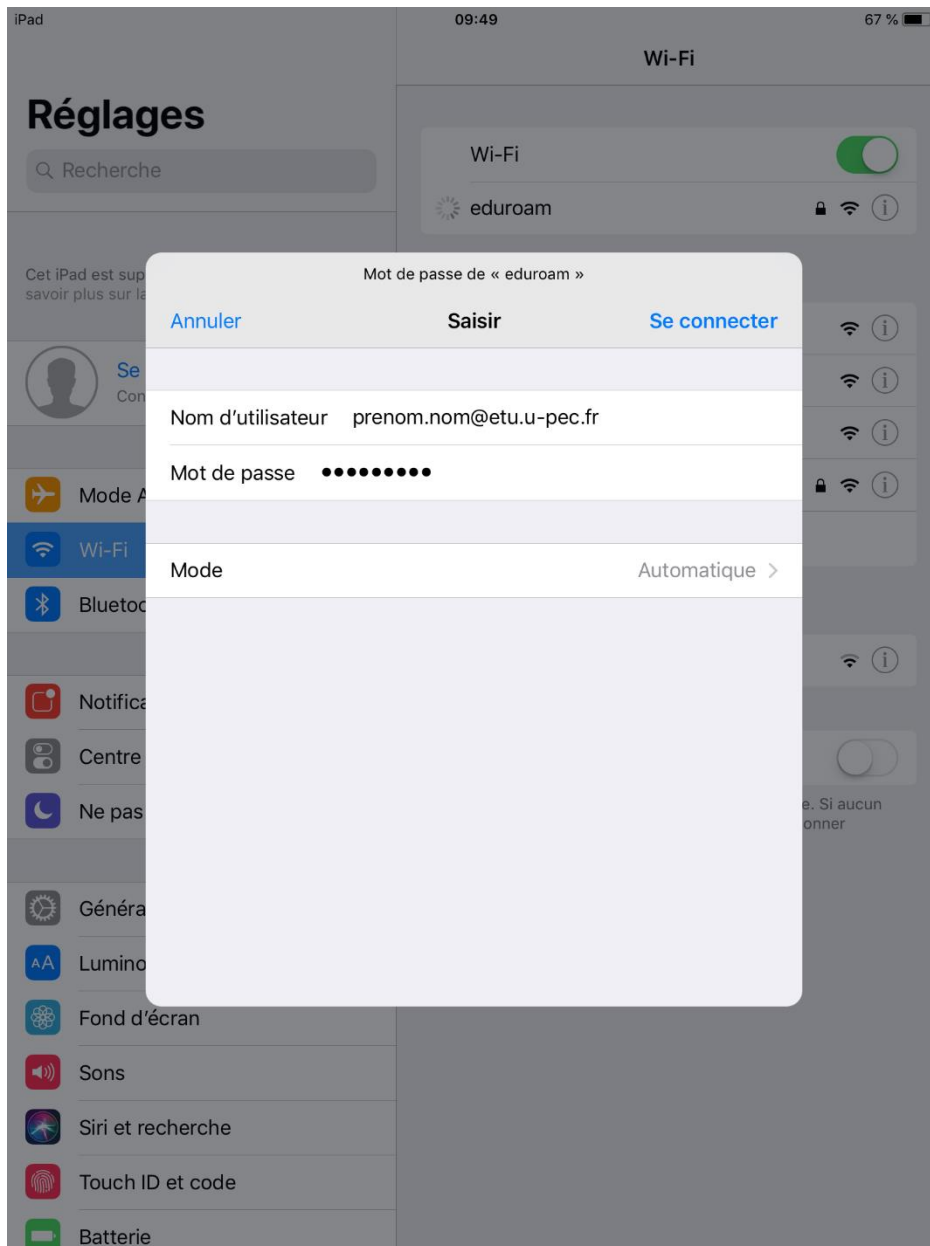 iPad
09:49
67 %
Wi-Fi
Réglages
Recherche
Wi-Fi
eduroam
Cet iPad est sup
savoir plus sur la
Mot de passe de « eduroam »
Annuler
Saisir
Se connecter
Se
Con
Nom d'utilisateur prenom.nom@etu.u-pec.fr
Mot de passe •••••••••
Mode A
Wi-Fi
Mode
Automatique
Bluetoo
Notifica
Centre
Ne pas
e. Si aucun
onner
Généra
AA
Lumino
Fond d'écran
Sons
Siri et recherche
Touch ID et code
Batterie